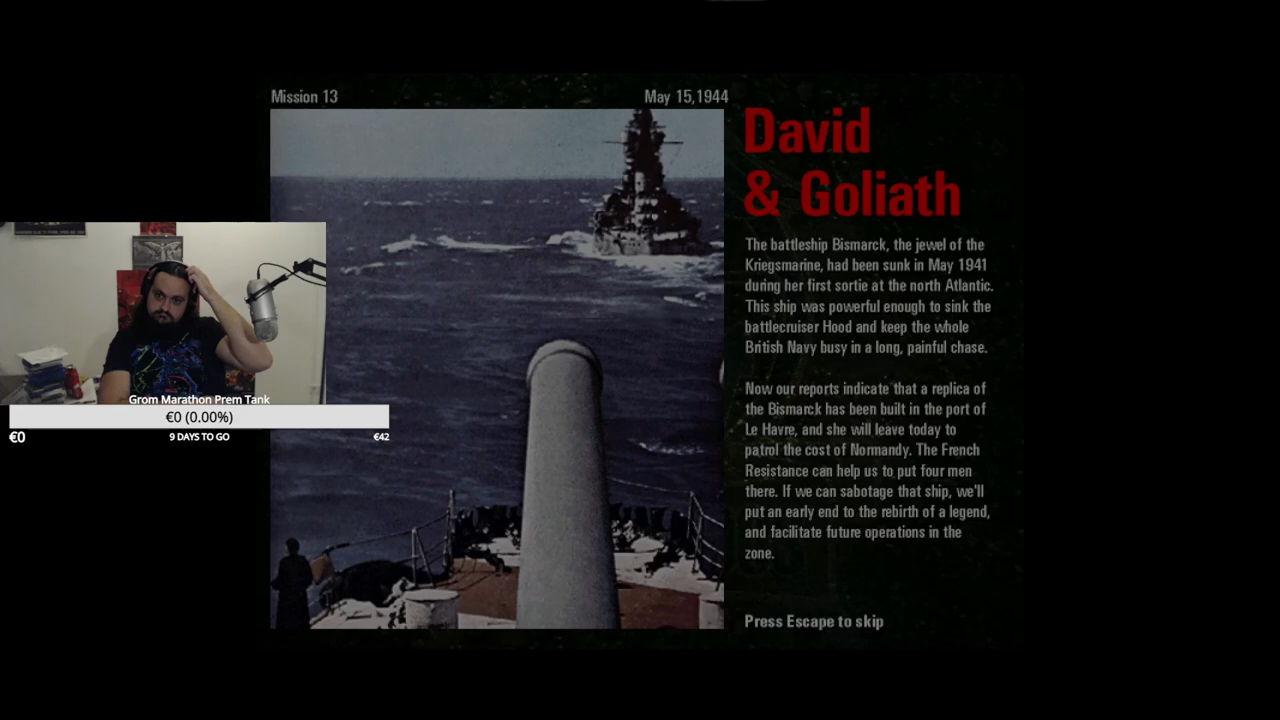 Mission 13
May 15,1944
David
& Goliath
The battleship Bismarck, the jewel of the
Kriegsmarine, had been sunk in May 1941
during her first sortie at the north Atlantic.
This ship was powerful enough to sink the
battlecruiser Hood and keep the whole
British Navy busy in a long, painful chase.
Now our reports indicate that a replica of
the Bismarck has been built in the port of
Le Havre, and she will leave today to
patrol the cost of Normandy. The French
Resistance can help us to put four men
there. If we can sabotage that ship, we'll
put an early end to the rebirth of a legend,
and facilitate future operations in the
zone.
Press Escape to skip
Grom Marathon Prem Tank
€0 (0.00%)
€0
9 DAYS TO GO
€42